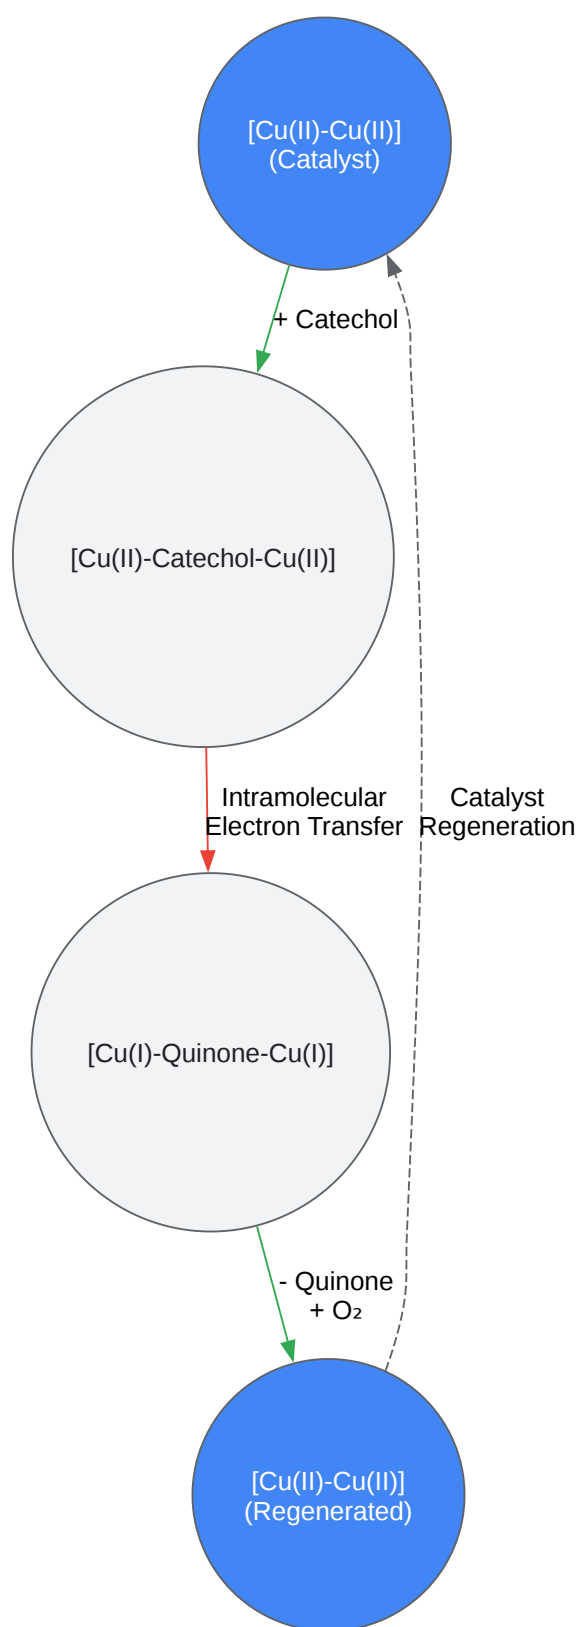 [Cu(II)-Cu(II)]
(Catalyst)
+ Catechol
[Cu(II)-Catechol-Cu(II)]
Intramolecular
Electron Transfer
Catalyst
Regeneration
[Cu(I)-Quinone-Cu(I)]
- Quinone
+ O₂
[Cu(II)-Cu(II)]
(Regenerated)